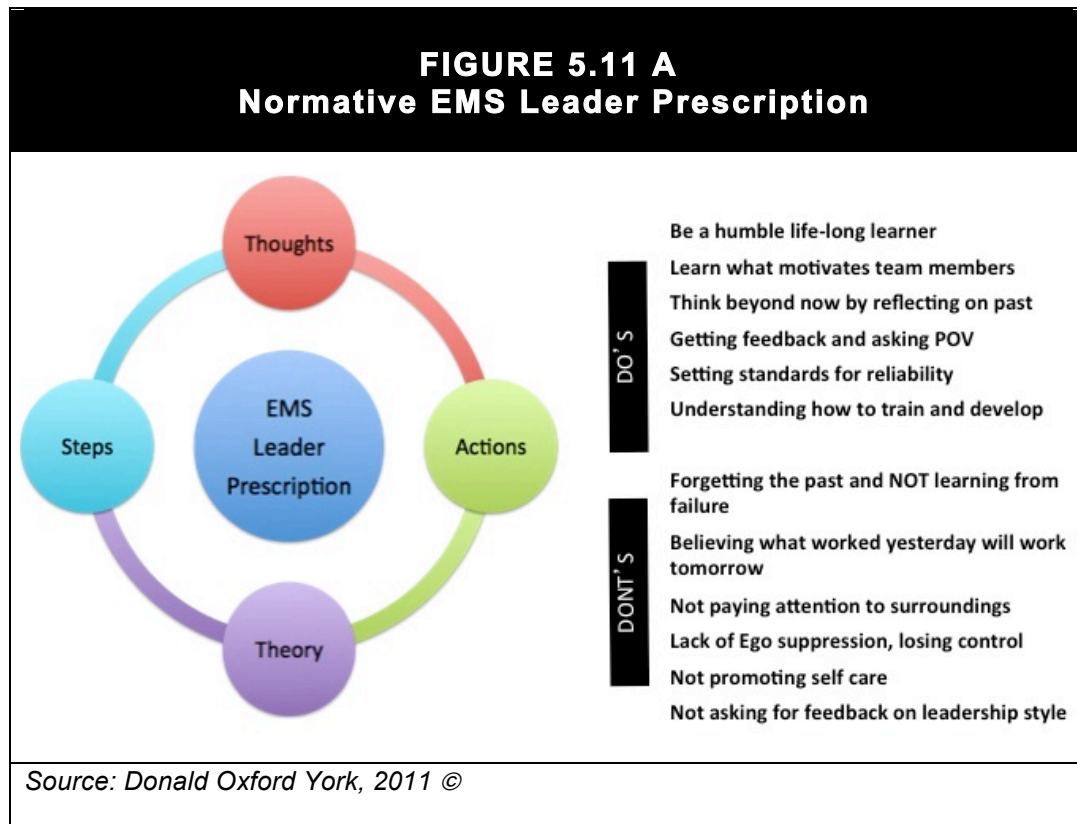 FIGURE 5.11 A
Normative EMS Leader Prescription
Thoughts
Steps
EMS
Leader
Prescription
Actions
Theory
DO'S
Be a humble life-long learner
Learn what motivates team members
Think beyond now by reflecting on past
Getting feedback and asking POV
Setting standards for reliability
Understanding how to train and develop
DONT'S
Forgetting the past and NOT learning from
failure
Believing what worked yesterday will work
tomorrow
Not paying attention to surroundings
Lack of Ego suppression, losing control
Not promoting self care
Not asking for feedback on leadership style
Source: Donald Oxford York, 2011 ©